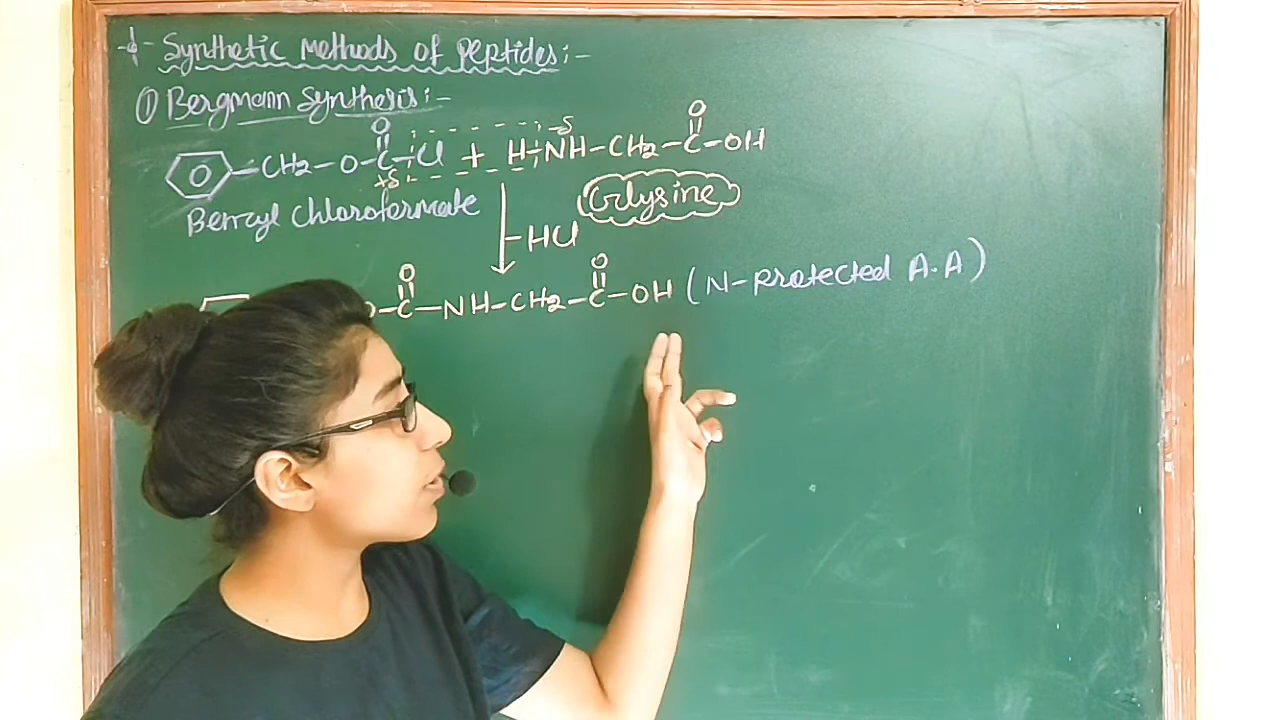 Synthetic Methods of Peptides:-
① Bergmann Synthesis:-
CH2-O-C-Cl + H-NH-CH2-C-OH
O O -δ +δ
Benzyl Chloroformate
Glysine
-HCl
O-C-NH-CH2-C-OH (N-Protected A.A)
O O